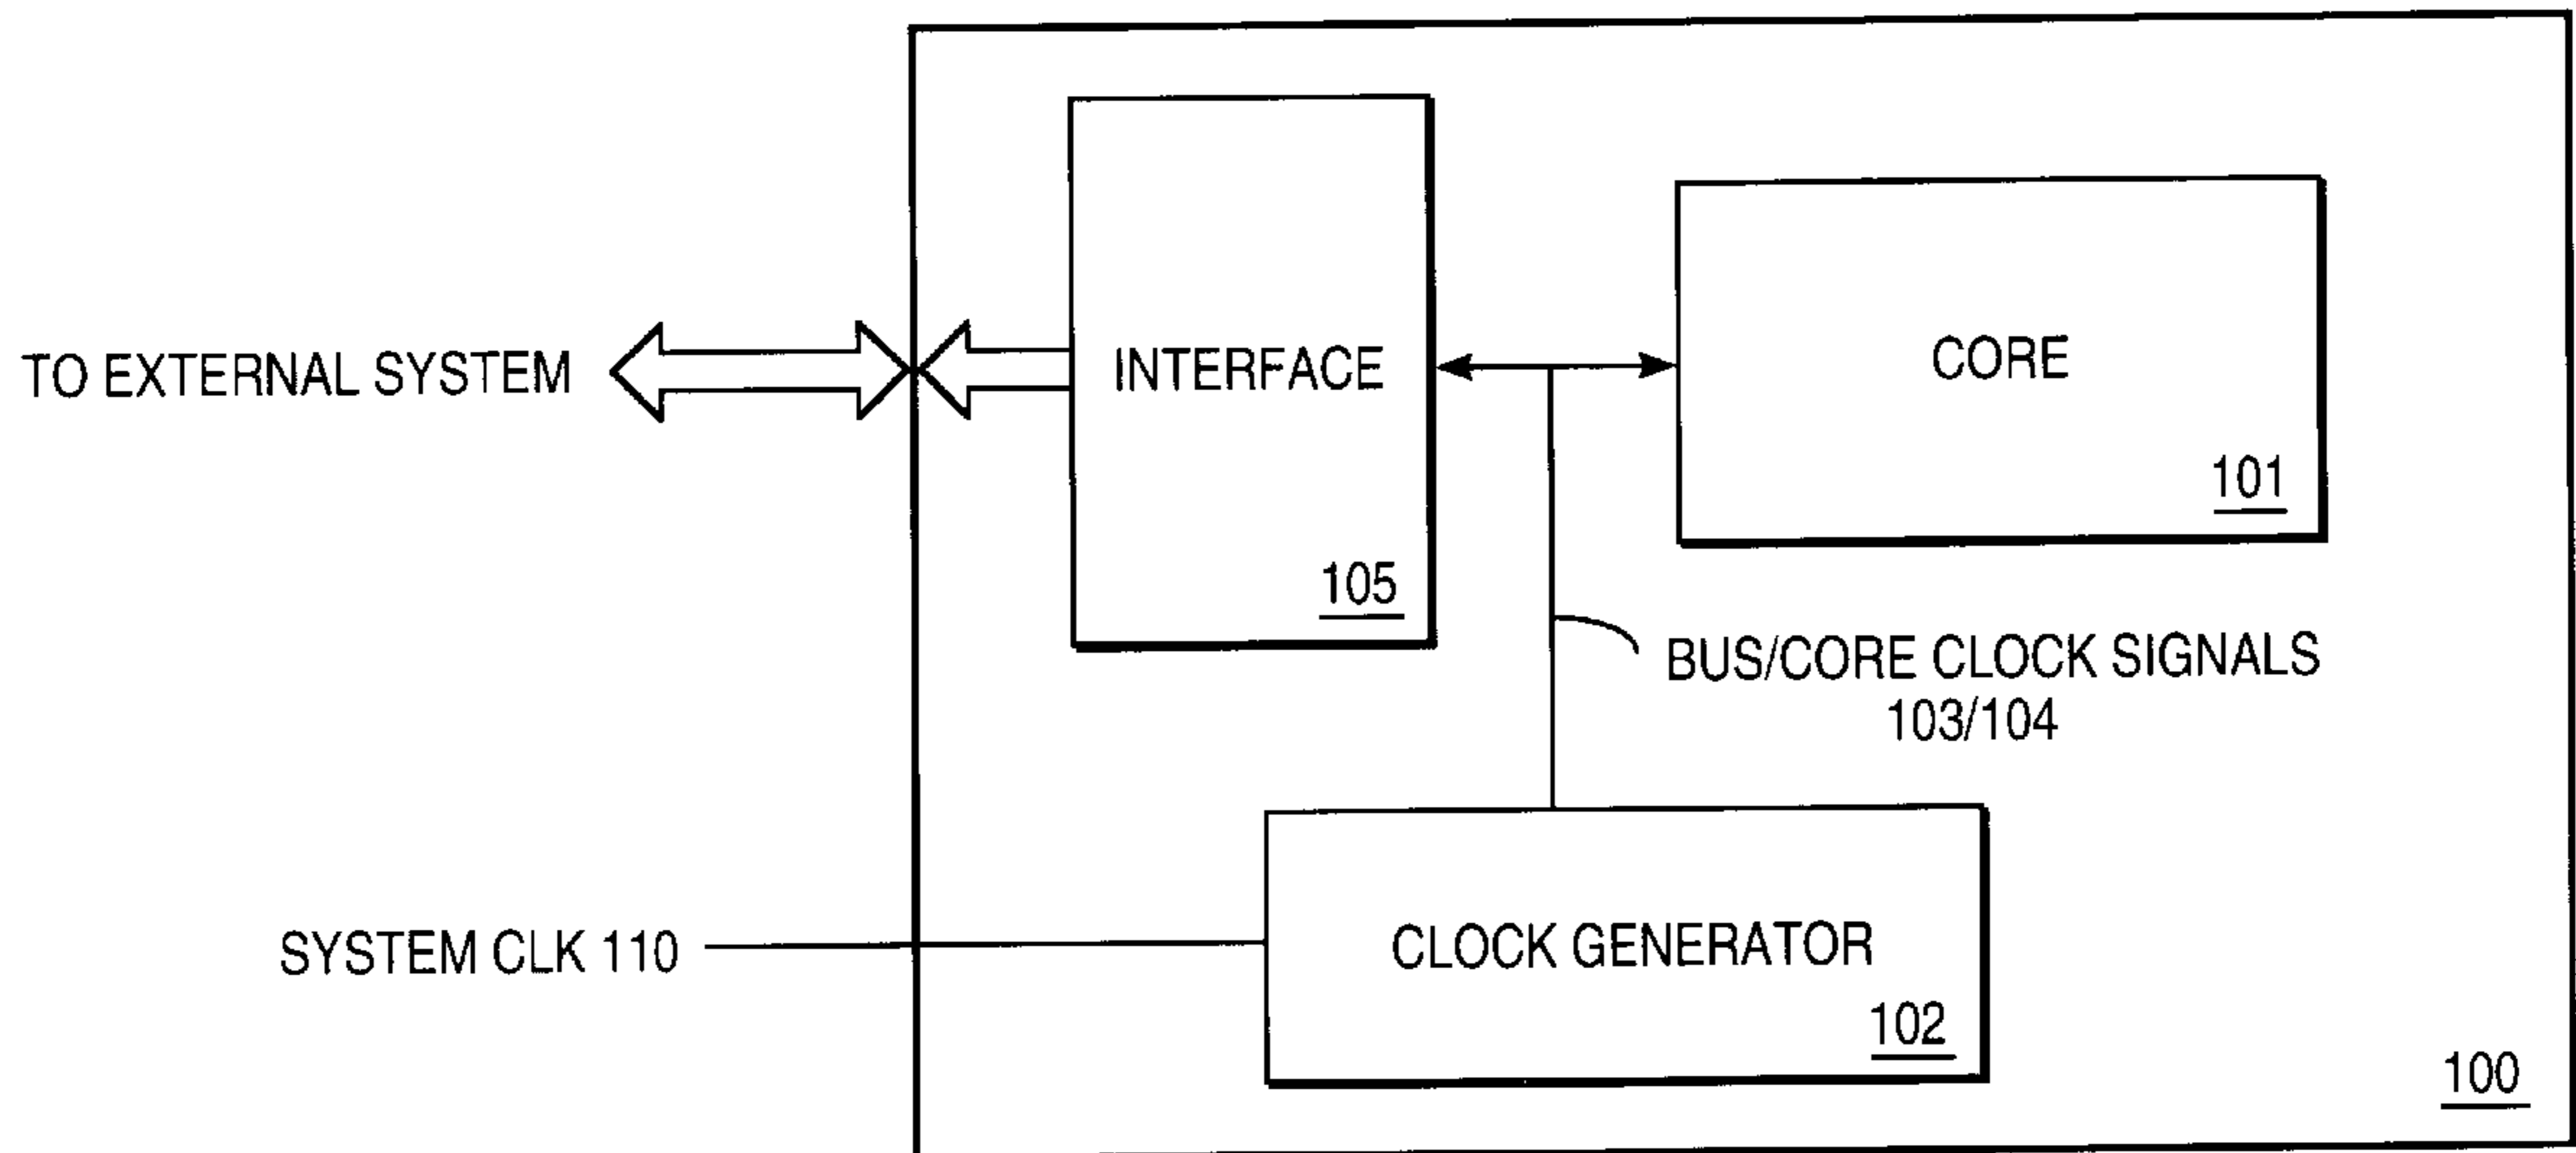 TO EXTERNAL SYSTEM
INTERFACE
105
CORE
101
BUS/CORE CLOCK SIGNALS
103/104
SYSTEM CLK 110
CLOCK GENERATOR
102
100